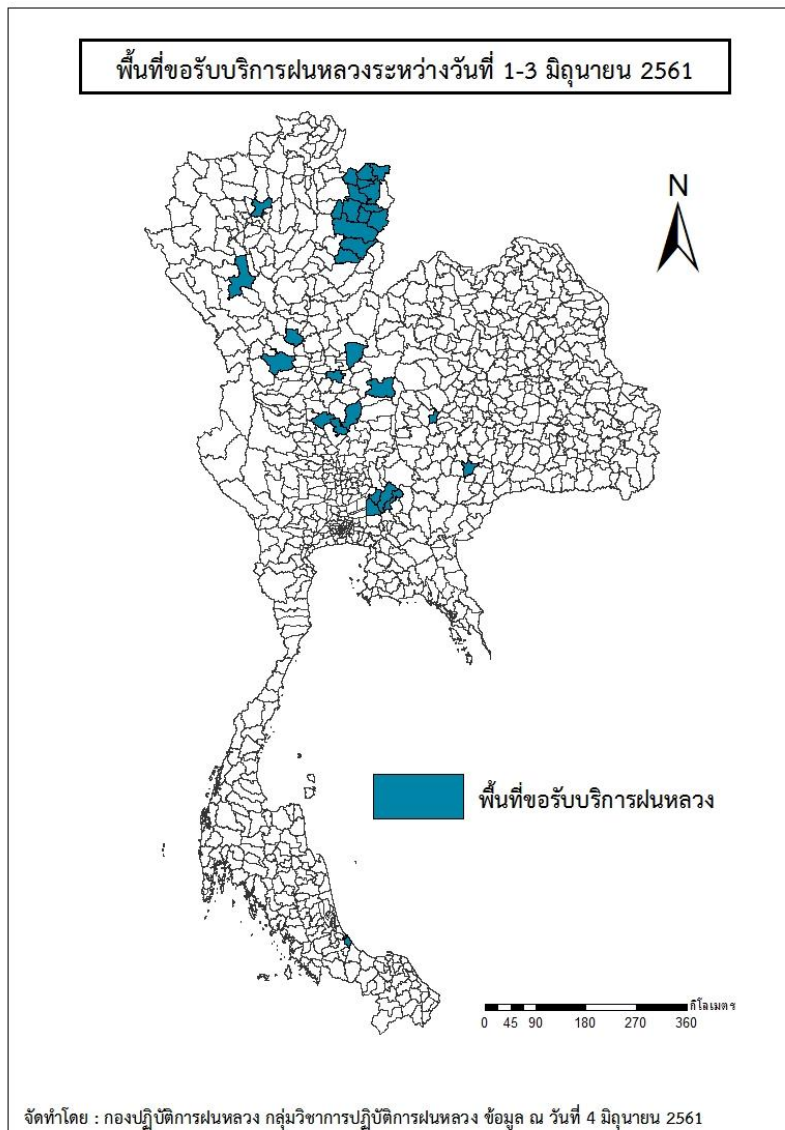 พื้นที่ขอรับบริการฝนหลวงระหว่างวันที่ 1-3 มิถุนายน 2561
N
พื้นที่ขอรับบริการฝนหลวง
กิโลเมตร
0 45 90 180 270 360
จัดทำโดย : กองปฏิบัติการฝนหลวง กลุ่มวิชาการปฏิบัติการฝนหลวง ข้อมูล ณ วันที่ 4 มิถุนายน 2561